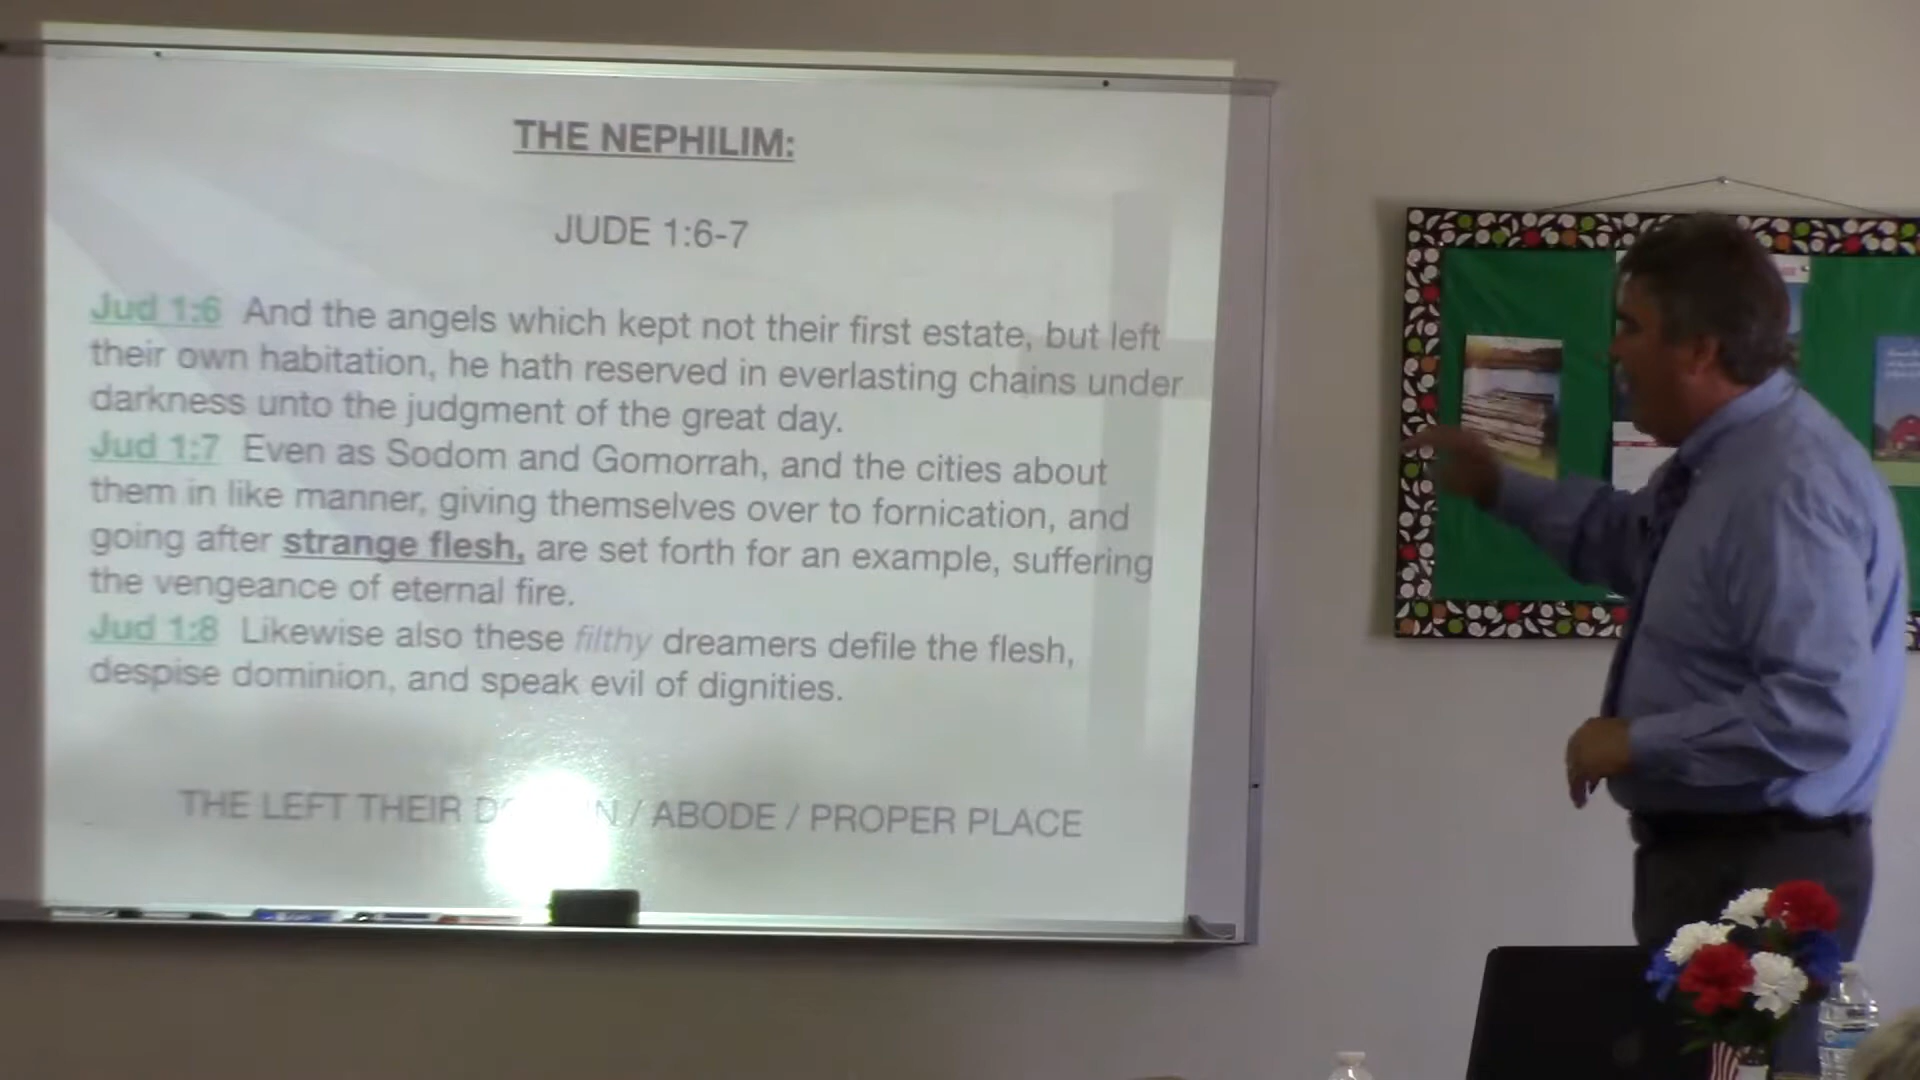 THE NEPHILIM:
JUDE 1:6-7
Jud 1:6 And the angels which kept not their first estate, but left
their own habitation, he hath reserved in everlasting chains under
darkness unto the judgment of the great day.
Jud 1:7 Even as Sodom and Gomorrah, and the cities about
them in like manner, giving themselves over to fornication, and
going after strange flesh, are set forth for an example, suffering
the vengeance of eternal fire.
Jud 1:8 Likewise also these filthy dreamers defile the flesh,
despise dominion, and speak evil of dignities.
THE LEFT THEIR / ABODE / PROPER PLACE